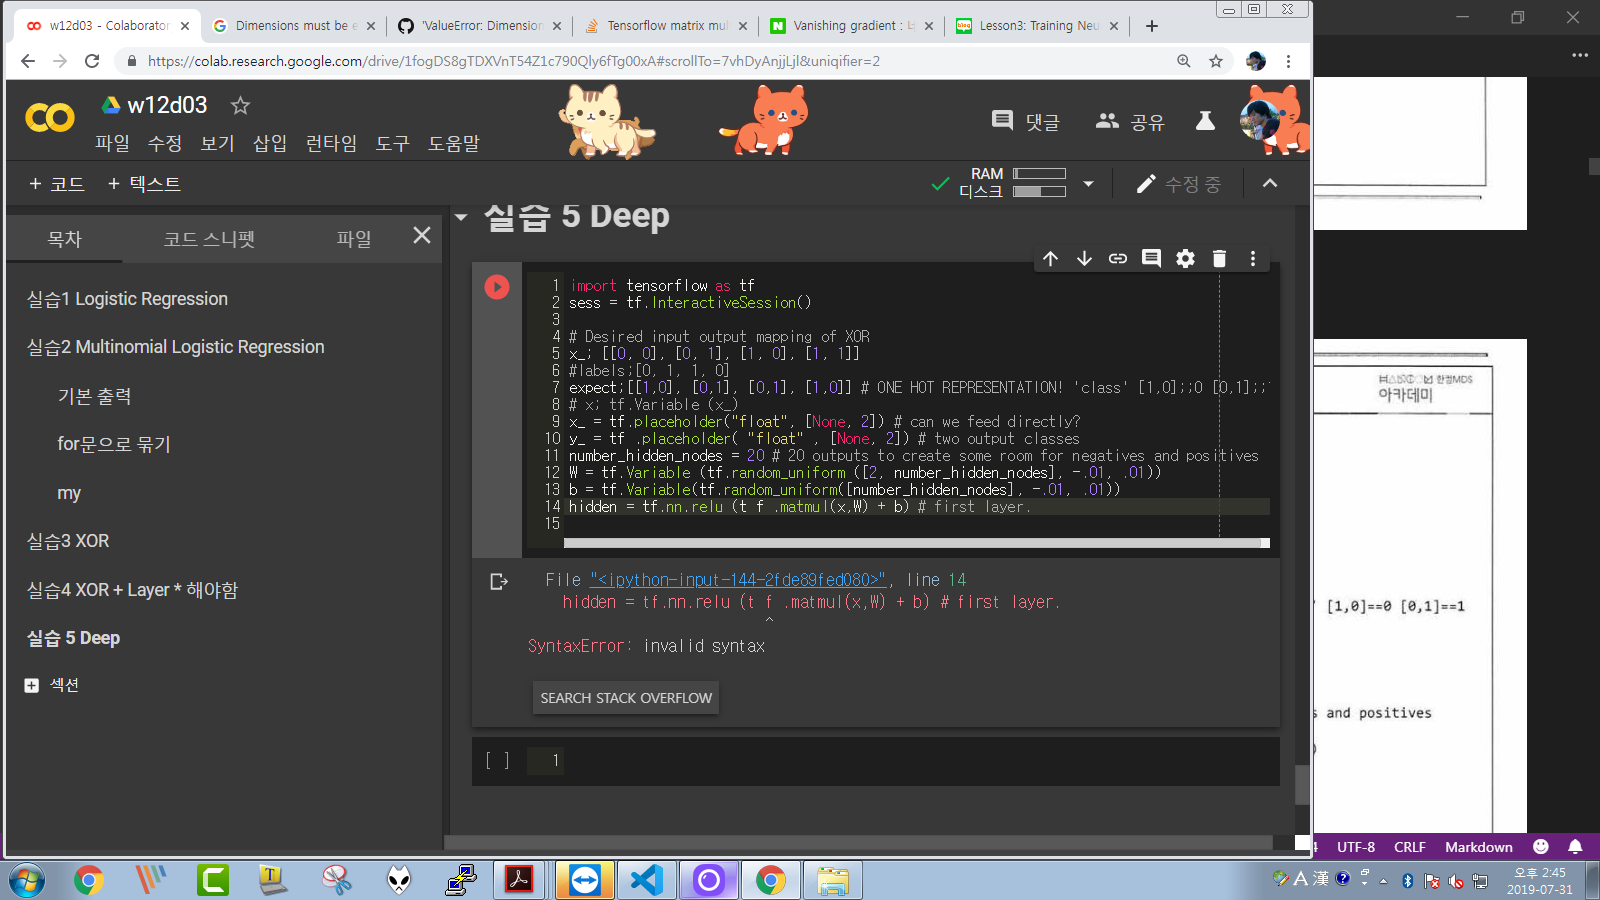 w12d03 - Colaborator
Dimensions must be e
'ValueError: Dimension
Tensorflow matrix mul
Vanishing gradient : L
Lesson3: Training Neu
https://colab.research.google.com/drive/1fogDS8gTDXVnT54Z1c790Qly6fTg00xA#scrollTo=7vhDyAnjjLjl&uniqifier=2
w12d03
파일 수정 보기 삽입 런타임 도구 도움말
댓글 공유
+ 코드 + 텍스트
RAM
디스크
수정 중
목차 코드 스니펫 파일
실습1 Logistic Regression
실습2 Multinomial Logistic Regression
기본 출력
for문으로 묶기
my
실습3 XOR
실습4 XOR + Layer * 해야함
실습 5 Deep
섹션
실습 5 Deep
1 import tensorflow as tf
2 sess = tf.InteractiveSession()
3
4 # Desired input output mapping of XOR
5 x_; [[0, 0], [0, 1], [1, 0], [1, 1]]
6 #labels;[0, 1, 1, 0]
7 expect;[[1,0], [0,1], [0,1], [1,0]] # ONE HOT REPRESENTATION! 'class' [1,0];;0 [0,1];;
8 # x; tf.Variable (x_)
9 x_ = tf.placeholder("float", [None, 2]) # can we feed directly?
10 y_ = tf .placeholder( "float" , [None, 2]) # two output classes
11 number_hidden_nodes = 20 # 20 outputs to create some room for negatives and positives
12 W = tf.Variable (tf.random_uniform ([2, number_hidden_nodes], -.01, .01))
13 b = tf.Variable(tf.random_uniform([number_hidden_nodes], -.01, .01))
14 hidden = tf.nn.relu (t f .matmul(x,W) + b) # first layer.
15
File "<ipython-input-144-2fde89fed080>", line 14
hidden = tf.nn.relu (t f .matmul(x,W) + b) # first layer.
^
SyntaxError: invalid syntax
SEARCH STACK OVERFLOW
[ ] 1
한컴MDS
아카데미
' [1,0]==0 [0,1]==1
s and positives
)
UTF-8 CRLF Markdown
A 漢
오후 2:45
2019-07-31